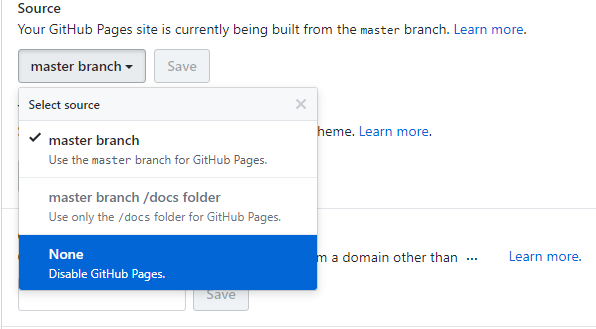 Source
Your GitHub Pages site is currently being built from the master branch. Learn more.
master branch Save
Select source
heme. Learn more.
master branch
Use the master branch for GitHub Pages.
master branch /docs folder
Use only the /docs folder for GitHub Pages.
None
m a domain other than ... Learn more.
Disable GitHub Pages.
Save